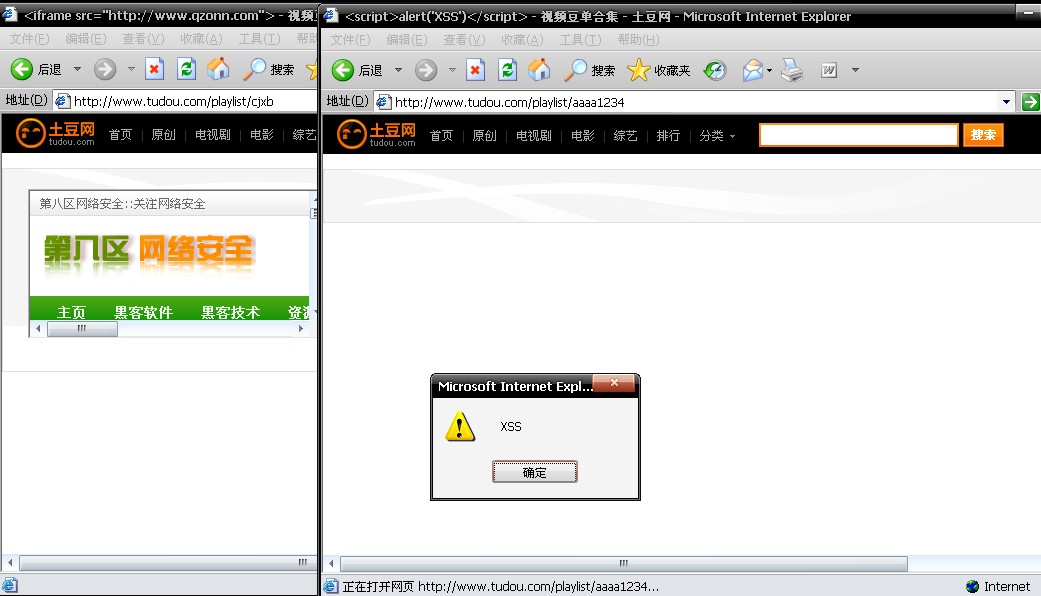 <iframe src="http://www.qzonn.com"> - 视频豆
文件(F) 编辑(E) 查看(V) 收藏(A) 工具(T) 帮助
后退 搜索
地址(D) http://www.tudou.com/playlist/cjxb
土豆网 首页 原创 电视剧 电影 综艺
tudou.com
第八区网络安全::关注网络安全
第八区 网络安全
主页 黑客软件 黑客技术 资源
<script>alert('XSS')</script> - 视频豆单合集 - 土豆网 - Microsoft Internet Explorer
文件(F) 编辑(E) 查看(V) 收藏(A) 工具(T) 帮助(H)
后退 搜索 收藏夹
地址(D) http://www.tudou.com/playlist/aaaa1234
土豆网 首页 原创 电视剧 电影 综艺 排行 分类 搜索
tudou.com
Microsoft Internet Expl...
XSS
确定
正在打开网页 http://www.tudou.com/playlist/aaaa1234... Internet